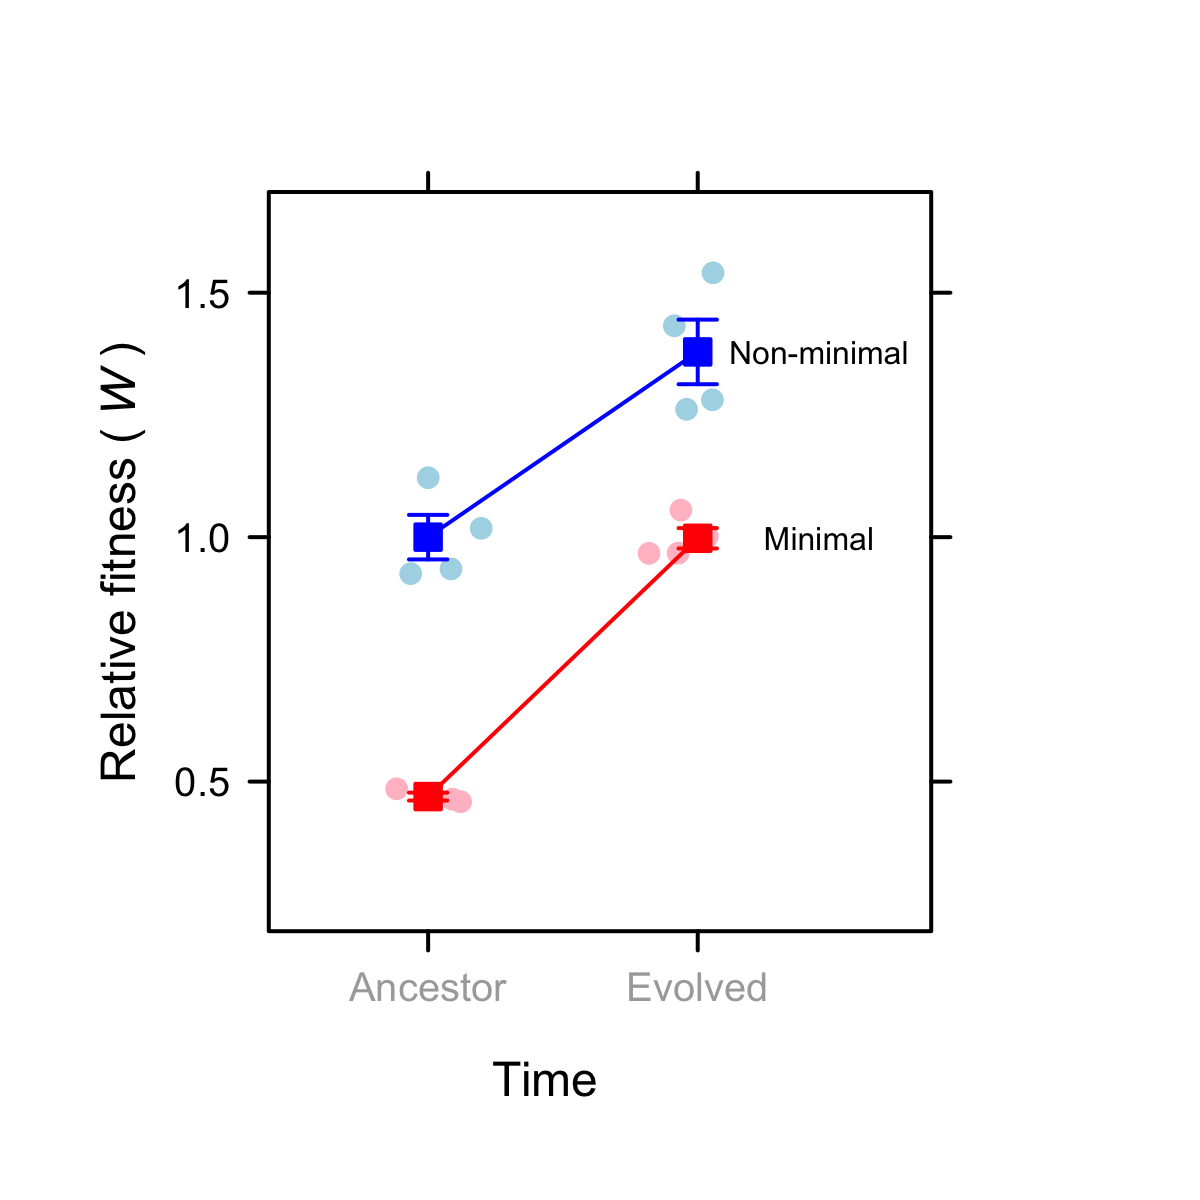 Relative fitness ( W )
1.5
1.0
0.5
Non-minimal
Minimal
Ancestor
Evolved
Time